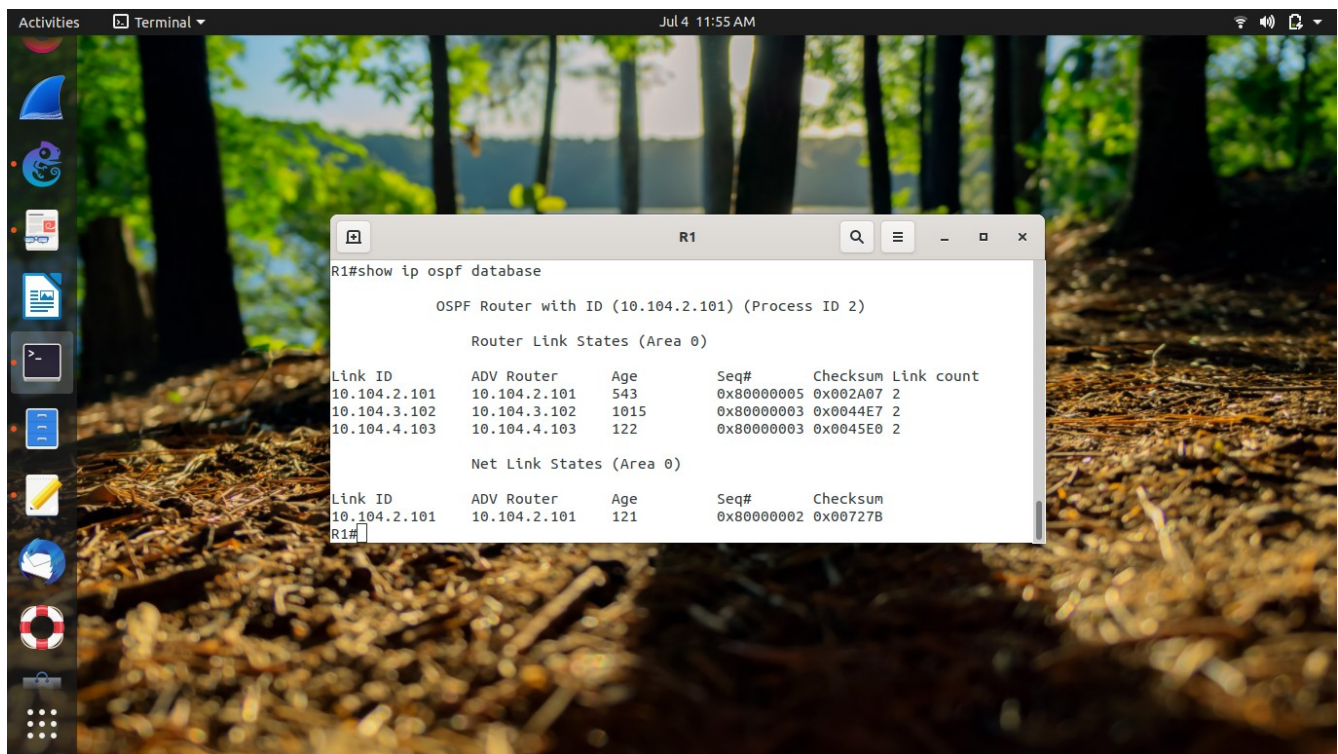 Activities Terminal Jul 4 11:55 AM
R1
R1#show ip ospf database
OSPF Router with ID (10.104.2.101) (Process ID 2)
Router Link States (Area 0)
Link ID ADV Router Age Seq# Checksum Link count
10.104.2.101 10.104.2.101 543 0x80000005 0x002A07 2
10.104.3.102 10.104.3.102 1015 0x80000003 0x0044E7 2
10.104.4.103 10.104.4.103 122 0x80000003 0x0045E0 2
Net Link States (Area 0)
Link ID ADV Router Age Seq# Checksum
10.104.2.101 10.104.2.101 121 0x80000002 0x00727B
R1#